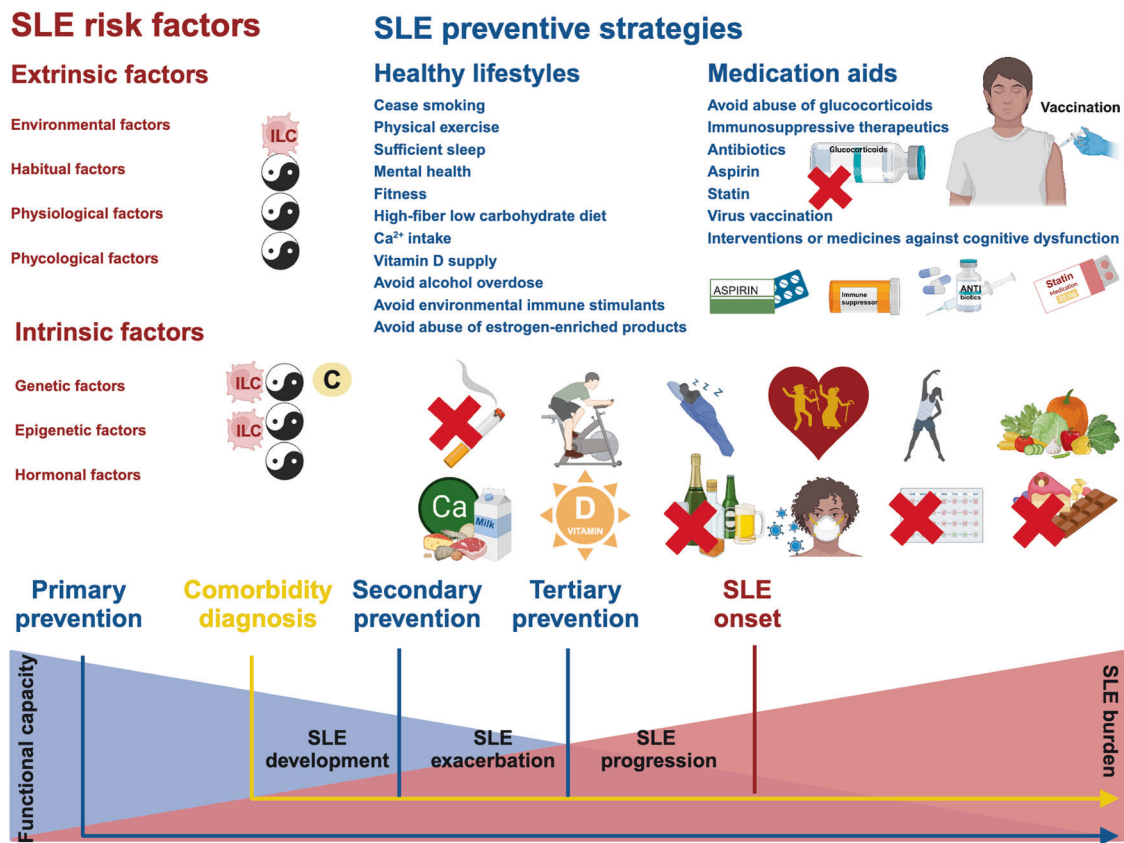 SLE risk factors
Extrinsic factors
Environmental factors
ILC
Habitual factors
Physiological factors
Phycological factors
Intrinsic factors
Genetic factors
ILC
C
Epigenetic factors
ILC
Hormonal factors
SLE preventive strategies
Healthy lifestyles
Cease smoking
Physical exercise
Sufficient sleep
Mental health
Fitness
High-fiber low carbohydrate diet
Ca²⁺ intake
Vitamin D supply
Avoid alcohol overdose
Avoid environmental immune stimulants
Avoid abuse of estrogen-enriched products
Medication aids
Avoid abuse of glucocorticoids
Immunosuppressive therapeutics
Antibiotics
Aspirin
Statin
Virus vaccination
Interventions or medicines against cognitive dysfunction
Glucocorticoids
Vaccination
ASPIRIN
Immune
suppressor
ANTI
biotics
Statin
Medication
Z Z Z
Ca
Milk
D
VITAMIN
Primary
prevention
Comorbidity
diagnosis
Secondary
prevention
Tertiary
prevention
SLE
onset
Functional capacity
SLE
development
SLE
exacerbation
SLE
progression
SLE burden